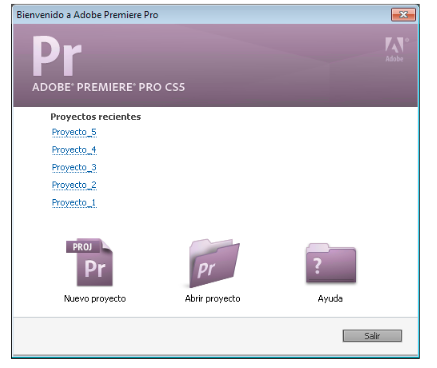 Bienvenido a Adobe Premiere Pro
Pr
Adobe
ADOBE® PREMIERE® PRO CS5
Proyectos recientes
Proyecto_5
Proyecto_4
Proyecto_3
Proyecto_2
Proyecto_1
PROJ
Pr
Pr
?
Nuevo proyecto
Abrir proyecto
Ayuda
Salir